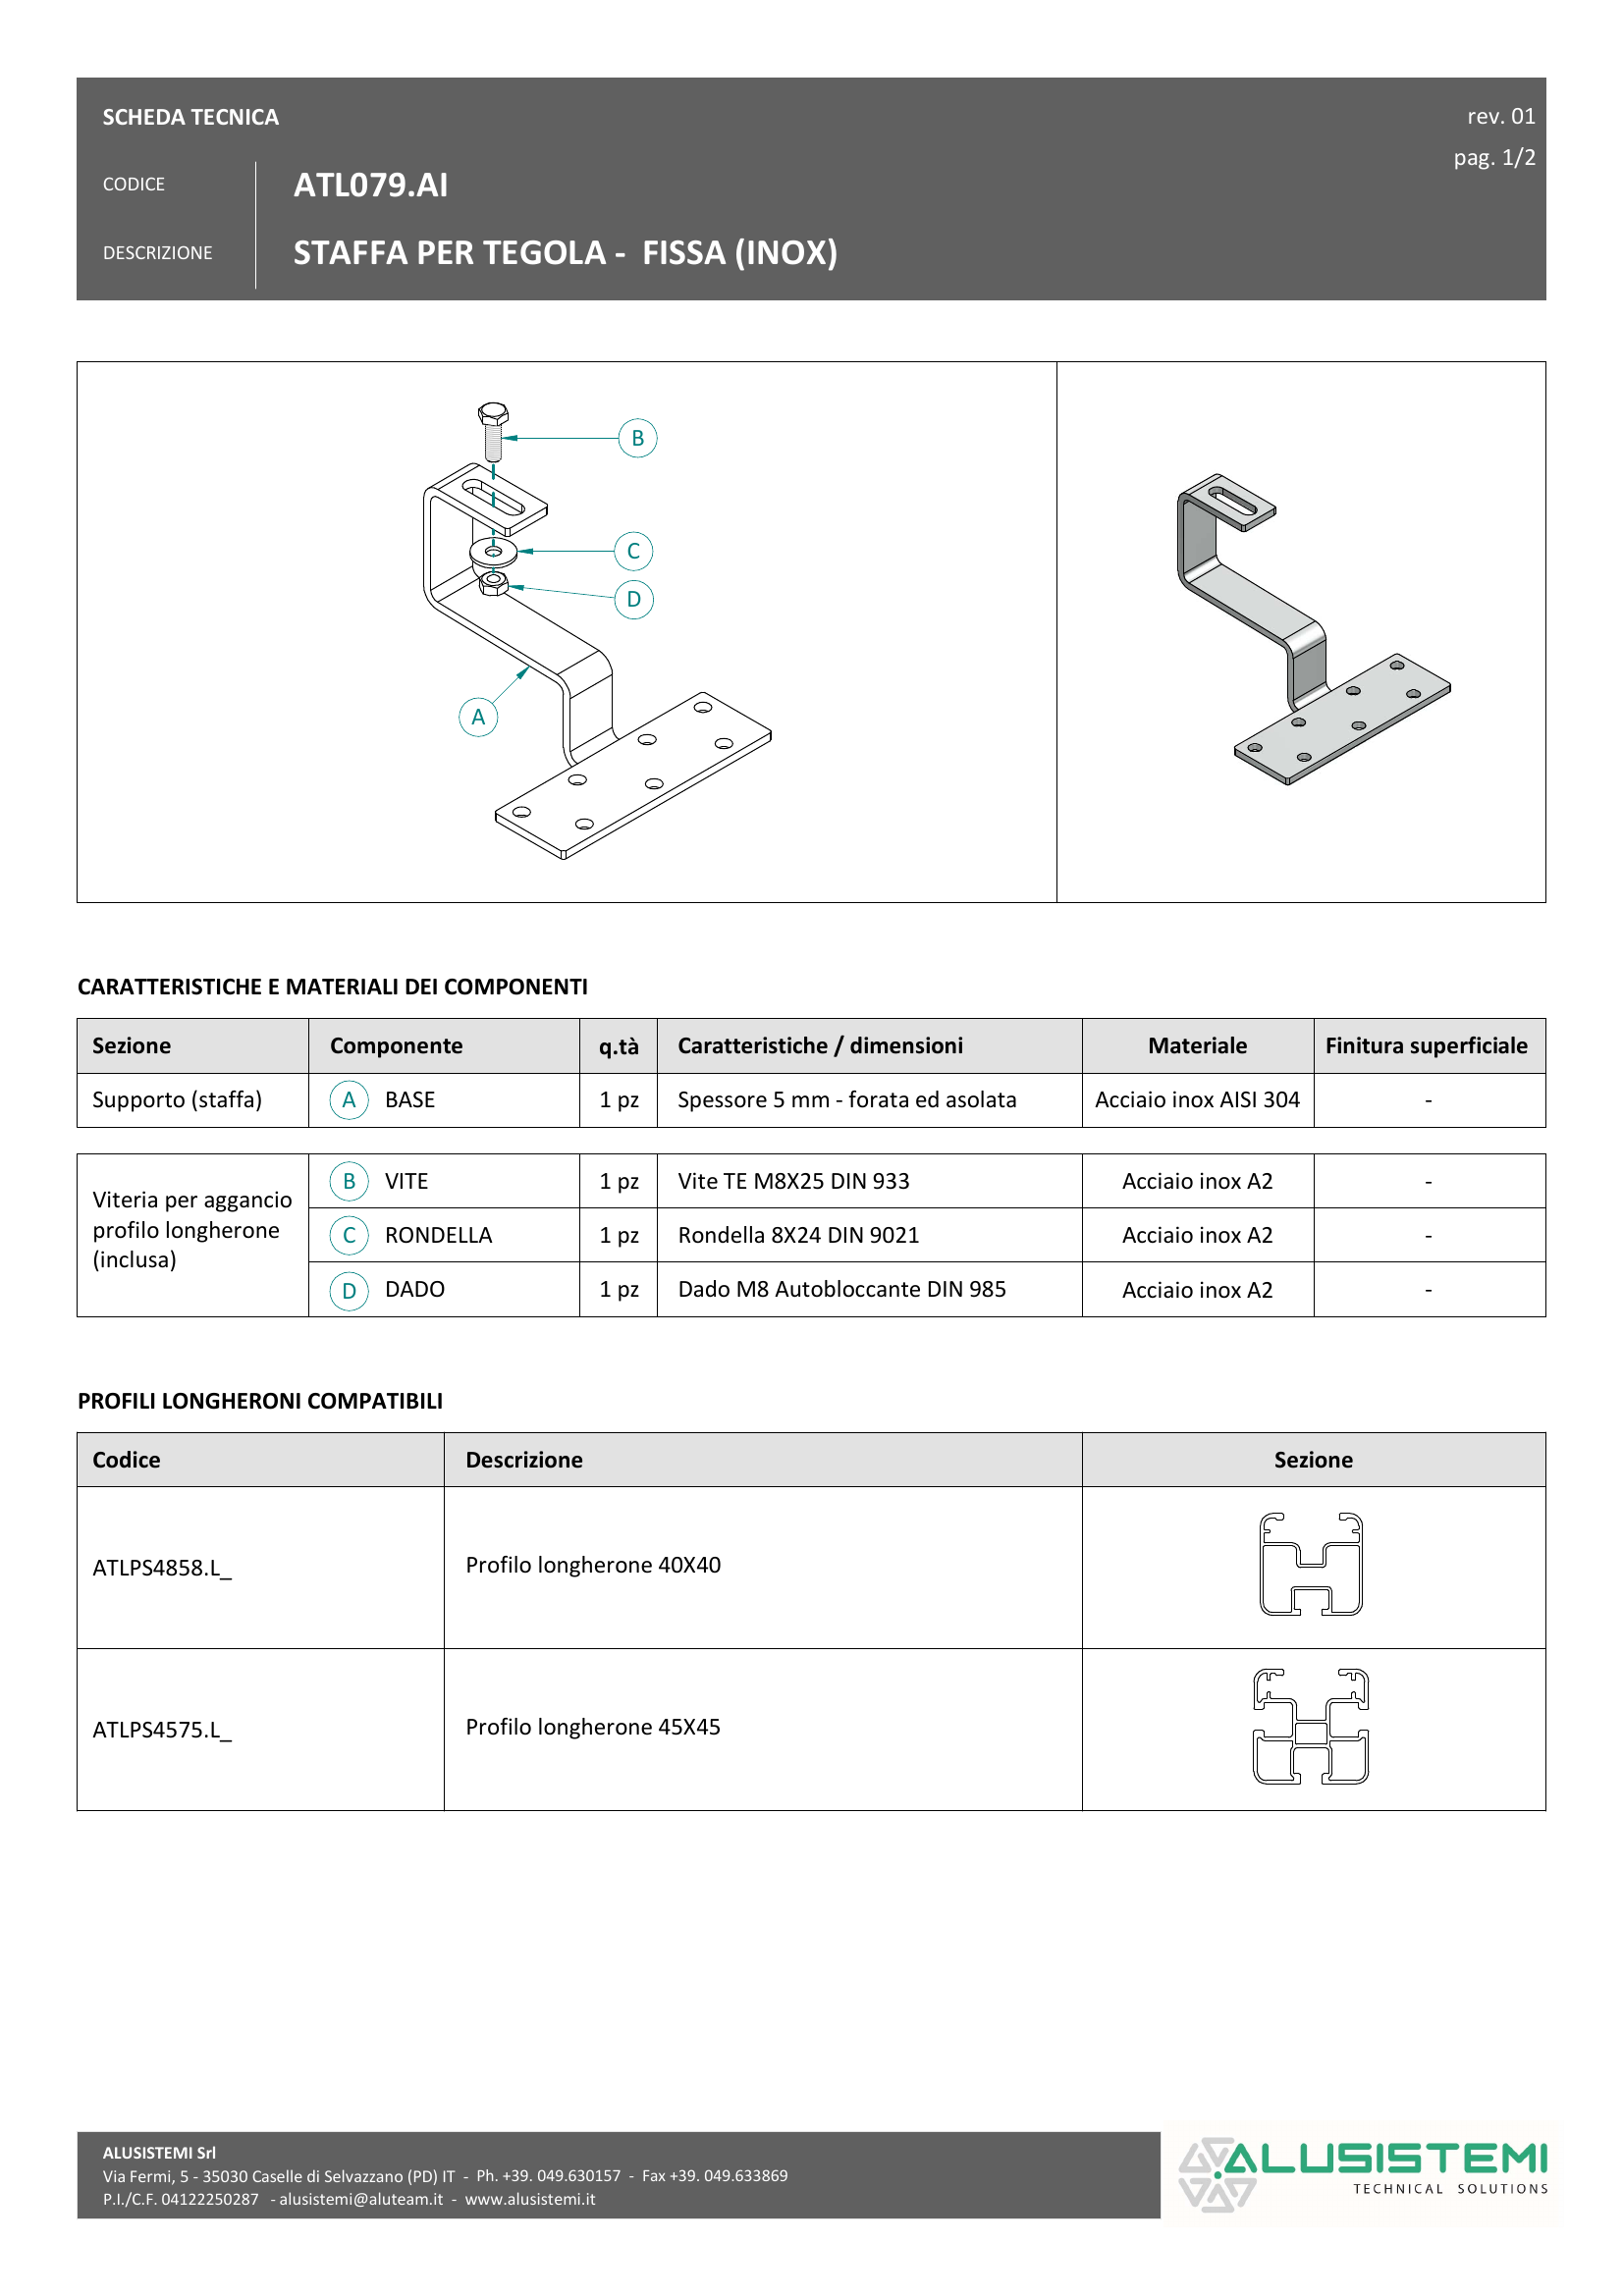 SCHEDA TECNICA
rev. 01
pag. 1/2
CODICE
ATL079.AI
DESCRIZIONE
STAFFA PER TEGOLA - FISSA (INOX)
B
C
D
A
CARATTERISTICHE E MATERIALI DEI COMPONENTI
Sezione Componente q.tà Caratteristiche / dimensioni Materiale Finitura superficiale
Supporto (staffa) A BASE 1 pz Spessore 5 mm - forata ed asolata Acciaio inox AISI 304 -
Viteria per aggancio
profilo longherone
(inclusa)
B VITE 1 pz Vite TE M8X25 DIN 933 Acciaio inox A2 -
C RONDELLA 1 pz Rondella 8X24 DIN 9021 Acciaio inox A2 -
D DADO 1 pz Dado M8 Autobloccante DIN 985 Acciaio inox A2 -
PROFILI LONGHERONI COMPATIBILI
Codice Descrizione Sezione
ATLPS4858.L_ Profilo longherone 40X40
ATLPS4575.L_ Profilo longherone 45X45
ALUSISTEMI Srl
Via Fermi, 5 - 35030 Caselle di Selvazzano (PD) IT - Ph. +39. 049.630157 - Fax +39. 049.633869
P.I./C.F. 04122250287 - alusistemi@aluteam.it - www.alusistemi.it
ALUSISTEMI
TECHNICAL SOLUTIONS